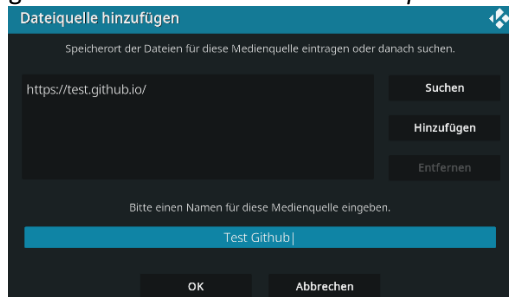 Dateiquelle hinzufügen
Speicherort der Dateien für diese Medienquelle eintragen oder danach suchen.
https://test.github.io/
Suchen
Hinzufügen
Entfernen
Bitte einen Namen für diese Medienquelle eingeben.
Test Github
OK Abbrechen